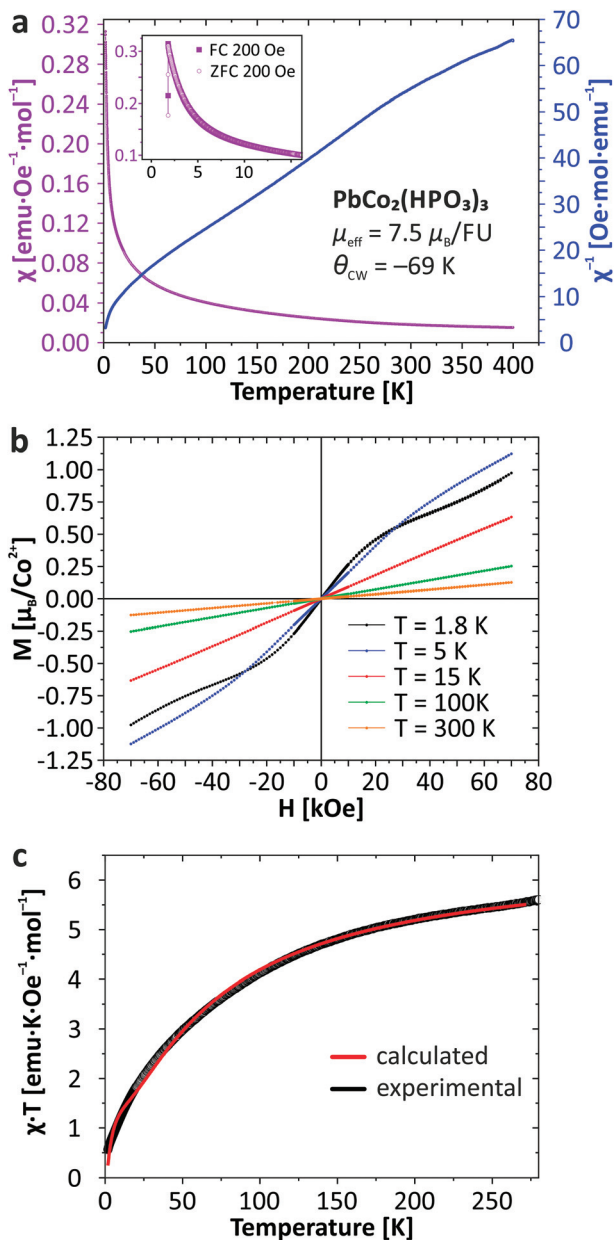 a
FC 200 Oe
ZFC 200 Oe
0.3
0.2
0.1
0 5 10 15
χ [emu·Oe⁻¹·mol⁻¹]
0.32
0.28
0.24
0.20
0.16
0.12
0.08
0.04
0.00
PbCo₂(HPO₃)₃
μeff = 7.5 μB/FU
θCW = –69 K
70
60
50
40
30
20
10
0
χ⁻¹ [Oe·mol·emu⁻¹]
0 50 100 150 200 250 300 350 400
Temperature [K]
b
M [μB/Co²⁺]
1.25
1.00
0.75
0.50
0.25
0.00
-0.25
-0.50
-0.75
-1.00
-1.25
T = 1.8 K
T = 5 K
T = 15 K
T = 100K
T = 300 K
-80 -60 -40 -20 0 20 40 60 80
H [kOe]
c
χ·T [emu·K·Oe⁻¹·mol⁻¹]
6
5
4
3
2
1
0
calculated
experimental
0 50 100 150 200 250
Temperature [K]